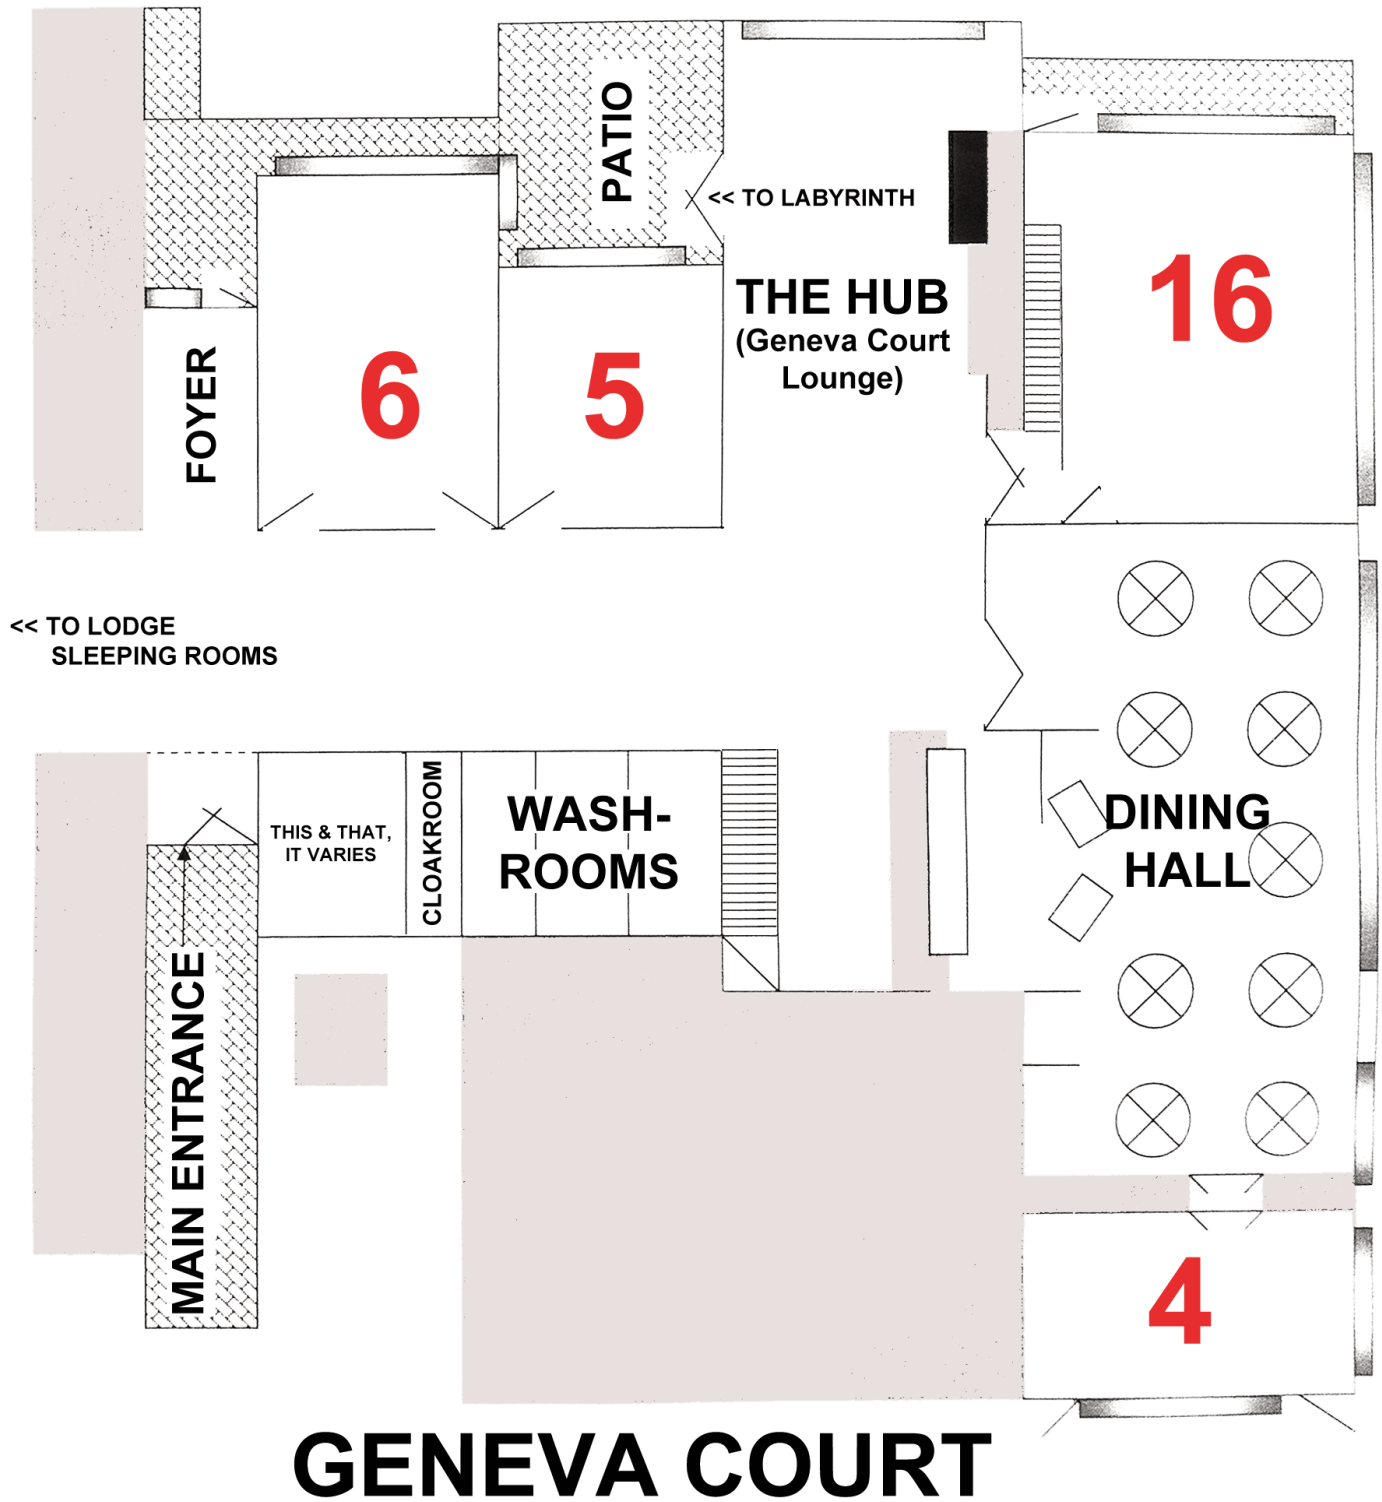 PATIO
<< TO LABYRINTH
THE HUB
(Geneva Court
Lounge)
16
FOYER
6
5
<< TO LODGE
SLEEPING ROOMS
THIS & THAT,
IT VARIES
CLOAKROOM
WASH-
ROOMS
DINING
HALL
MAIN ENTRANCE
4
GENEVA COURT